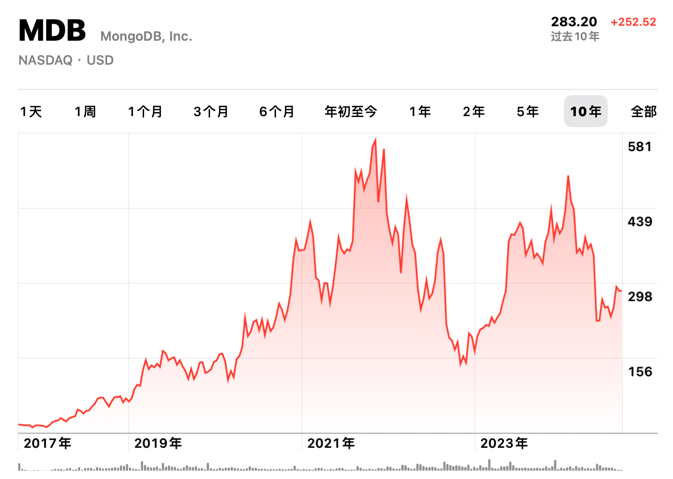 MDB MongoDB, Inc. 283.20 +252.52
NASDAQ · USD 过去10年
1天 1周 1个月 3个月 6个月 年初至今 1年 2年 5年 10年 全部
581
439
298
156
2017年 2019年 2021年 2023年